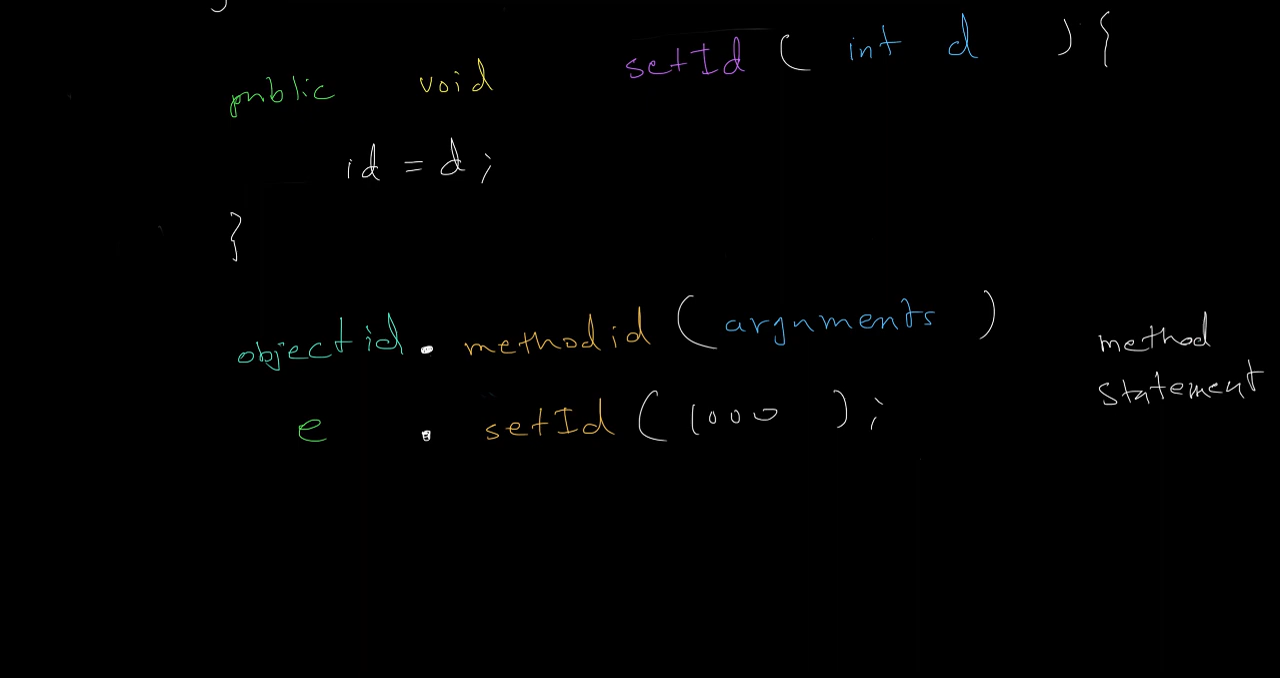 public void setId ( int d ) {
id = d ;
}
objectid . methodid ( arguments ) method
statement
e . setId ( 1000 ) ;